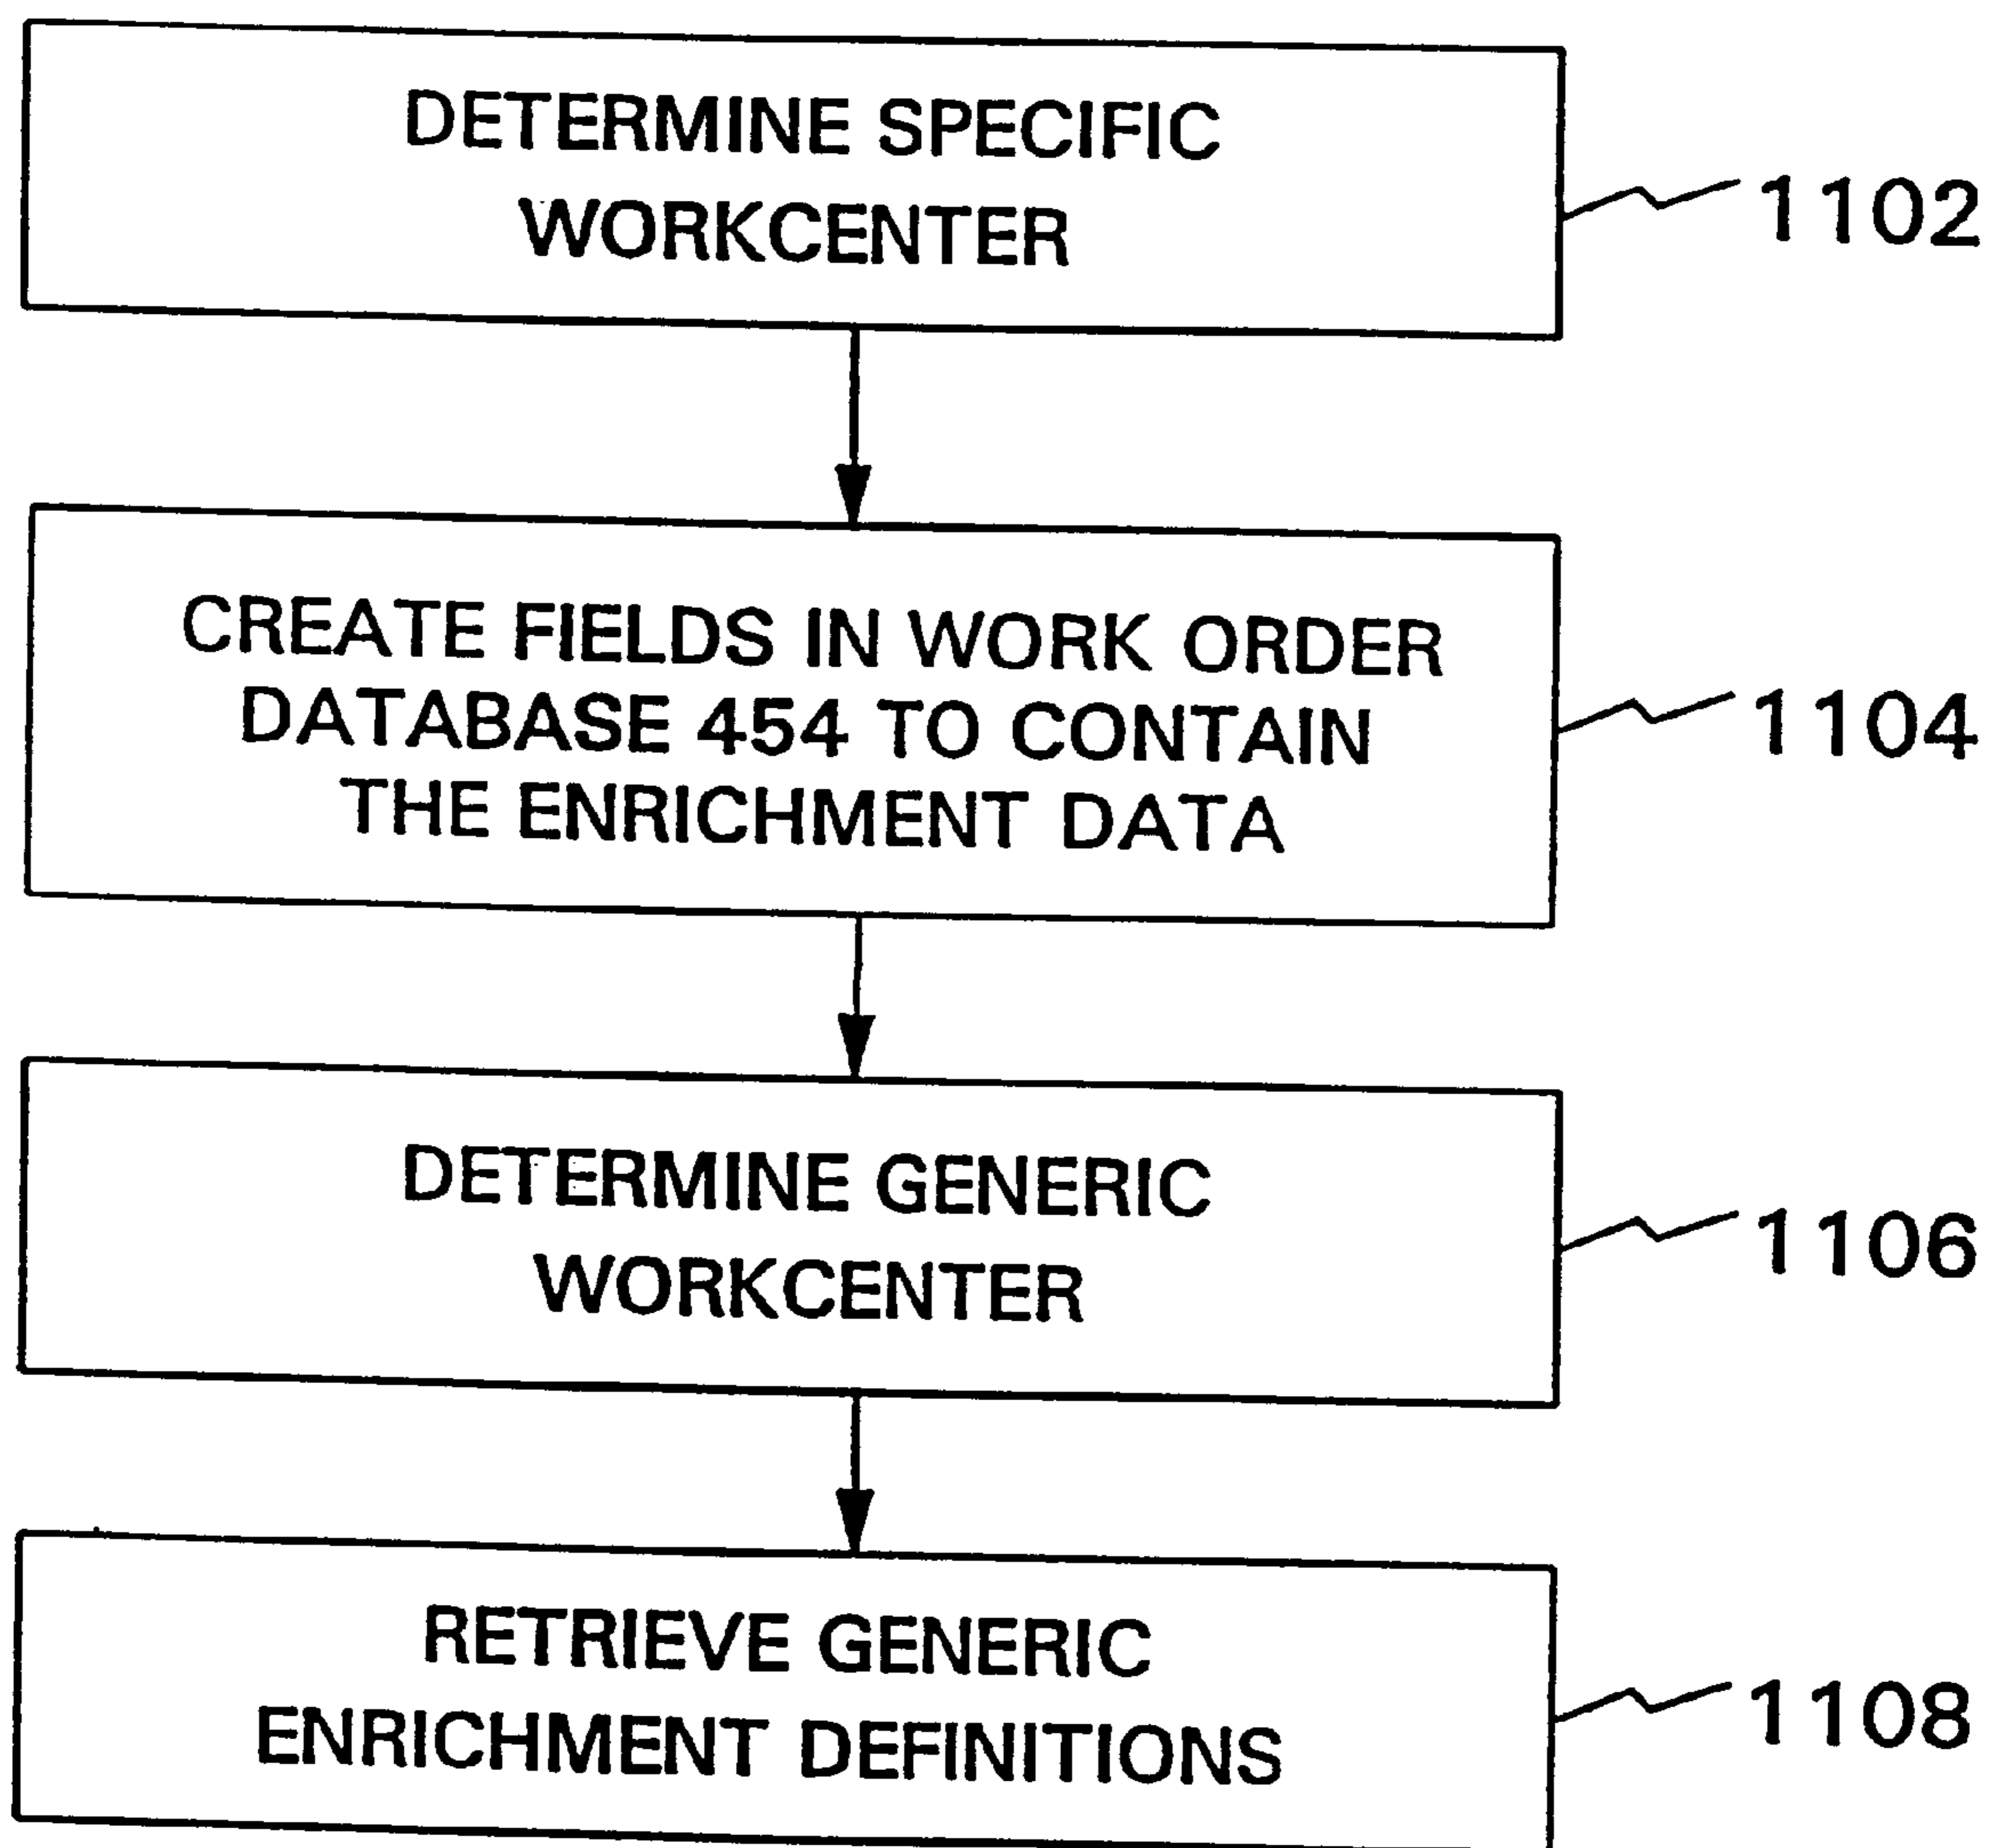 DETERMINE SPECIFIC
WORKCENTER
1102
CREATE FIELDS IN WORK ORDER
DATABASE 454 TO CONTAIN
THE ENRICHMENT DATA
1104
DETERMINE GENERIC
WORKCENTER
1106
RETRIEVE GENERIC
ENRICHMENT DEFINITIONS
1108